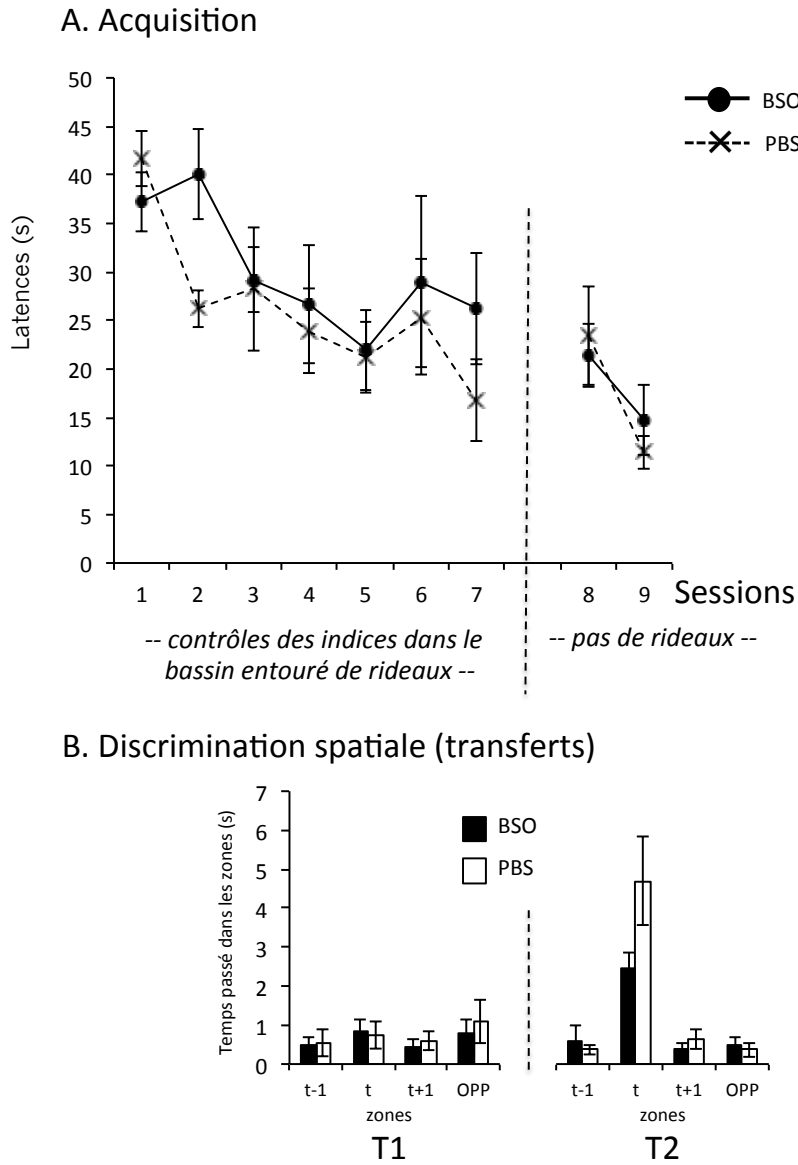 A. Acquisition
50
45
40
35
30
25
20
15
10
5
0
Latences (s)
BSO
PBS
1 2 3 4 5 6 7 8 9 Sessions
-- contrôles des indices dans le
bassin entouré de rideaux --
-- pas de rideaux --
B. Discrimination spatiale (transferts)
7
6
5
4
3
2
1
0
Temps passé dans les zones (s)
BSO
PBS
t-1 t t+1 OPP t-1 t t+1 OPP
zones zones
T1 T2